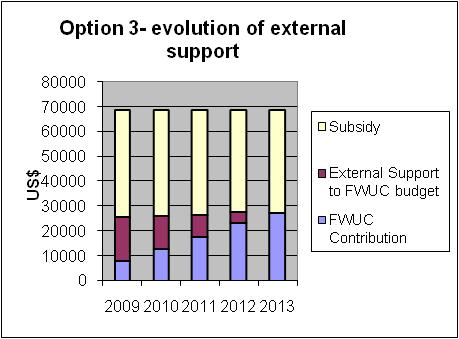 Option 3- evolution of external
support
80000
70000
60000
50000
40000
30000
20000
10000
0
US$
2009 2010 2011 2012 2013
Subsidy
External Support
to FWUC budget
FWUC
Contribution